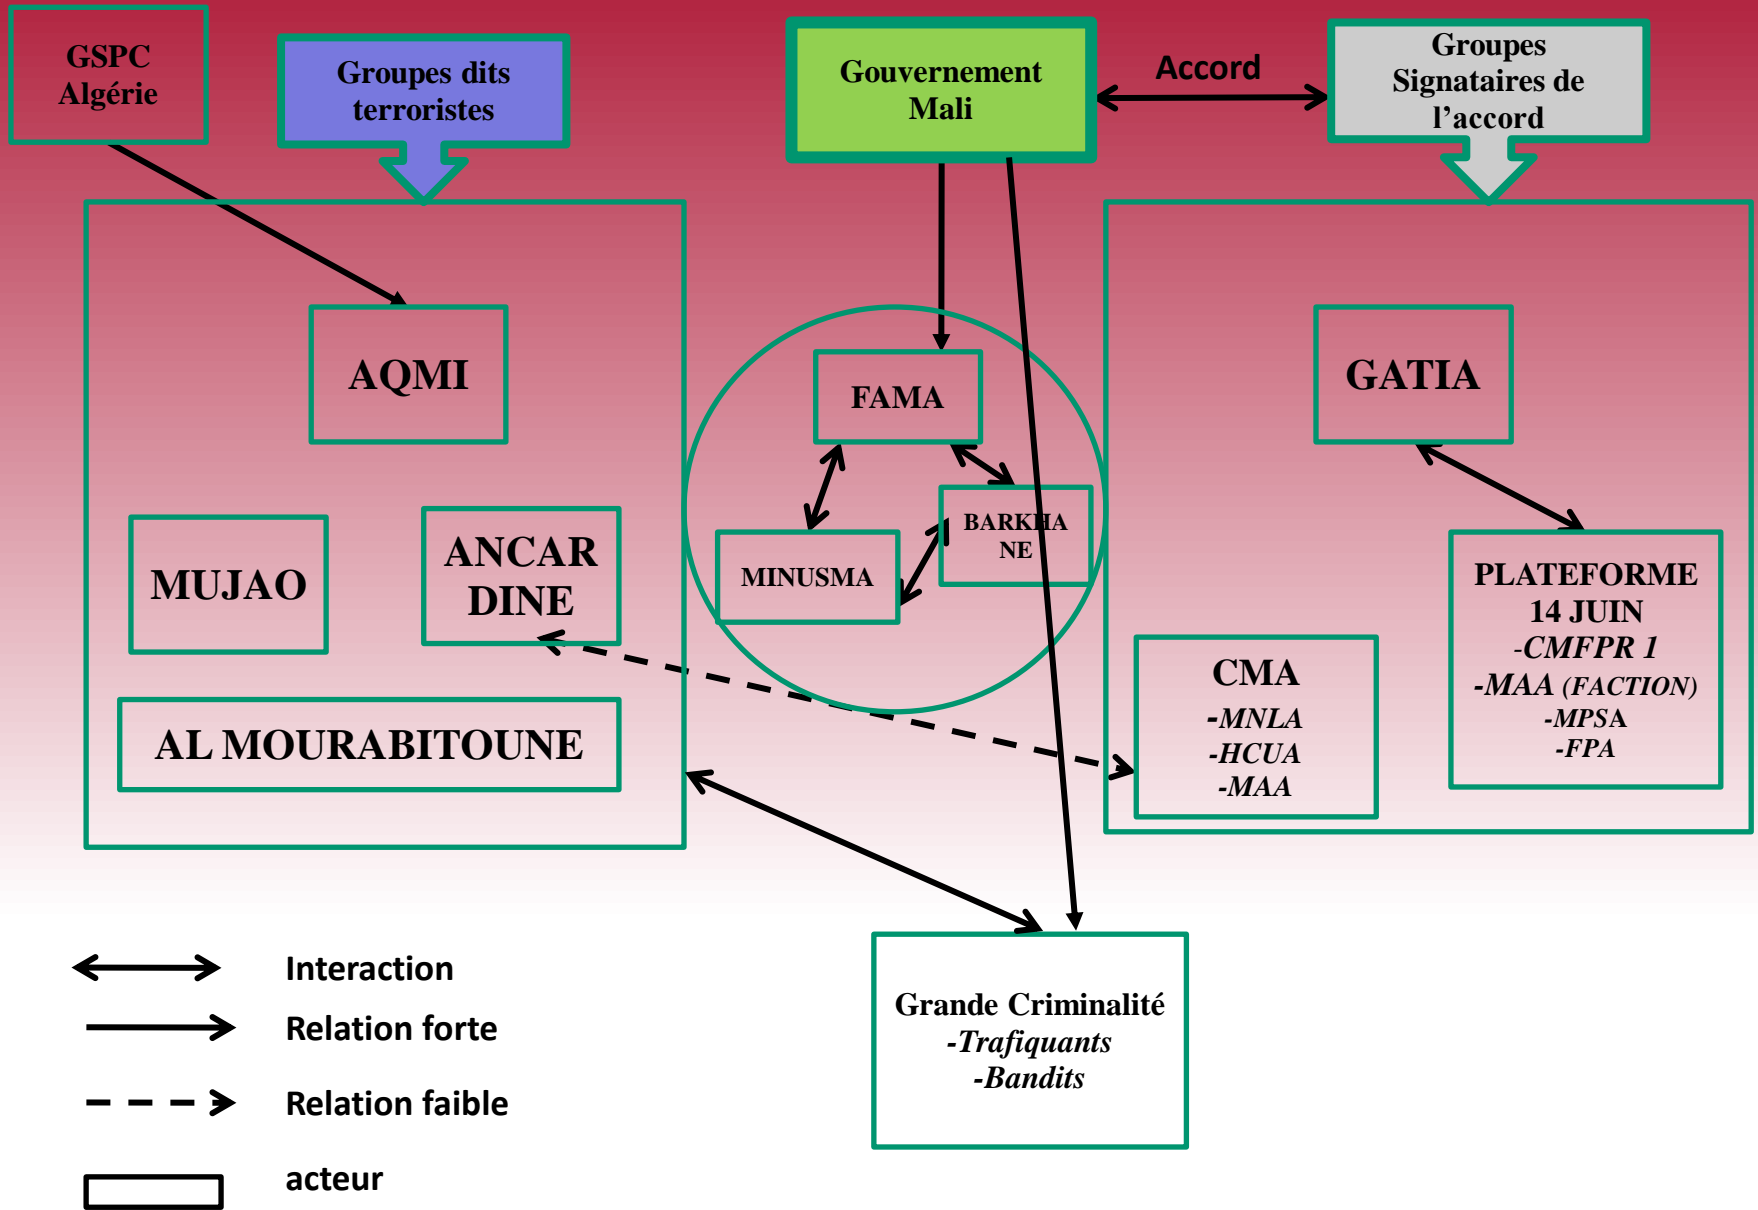 GSPC
Algérie
Groupes dits
terroristes
Gouvernement
Mali
Accord
Groupes
Signataires de
l’accord
AQMI
MUJAO
ANCAR
DINE
AL MOURABITOUNE
FAMA
MINUSMA
BARKHA
NE
GATIA
PLATEFORME
14 JUIN
-CMFPR 1
-MAA (FACTION)
-MPSA
-FPA
CMA
-MNLA
-HCUA
-MAA
Grande Criminalité
-Trafiquants
-Bandits
Interaction
Relation forte
Relation faible
acteur